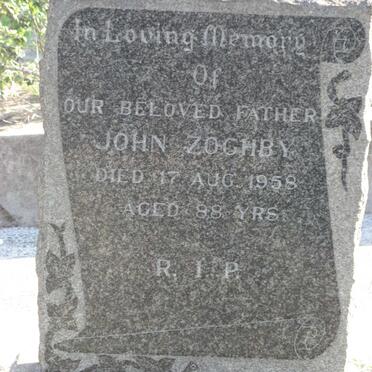 In Loving Memory
Of
OUR BELOVED FATHER
JOHN ZOGHBY
DIED 17 AUG. 1958
AGED 88 YRS.
R. I. P.